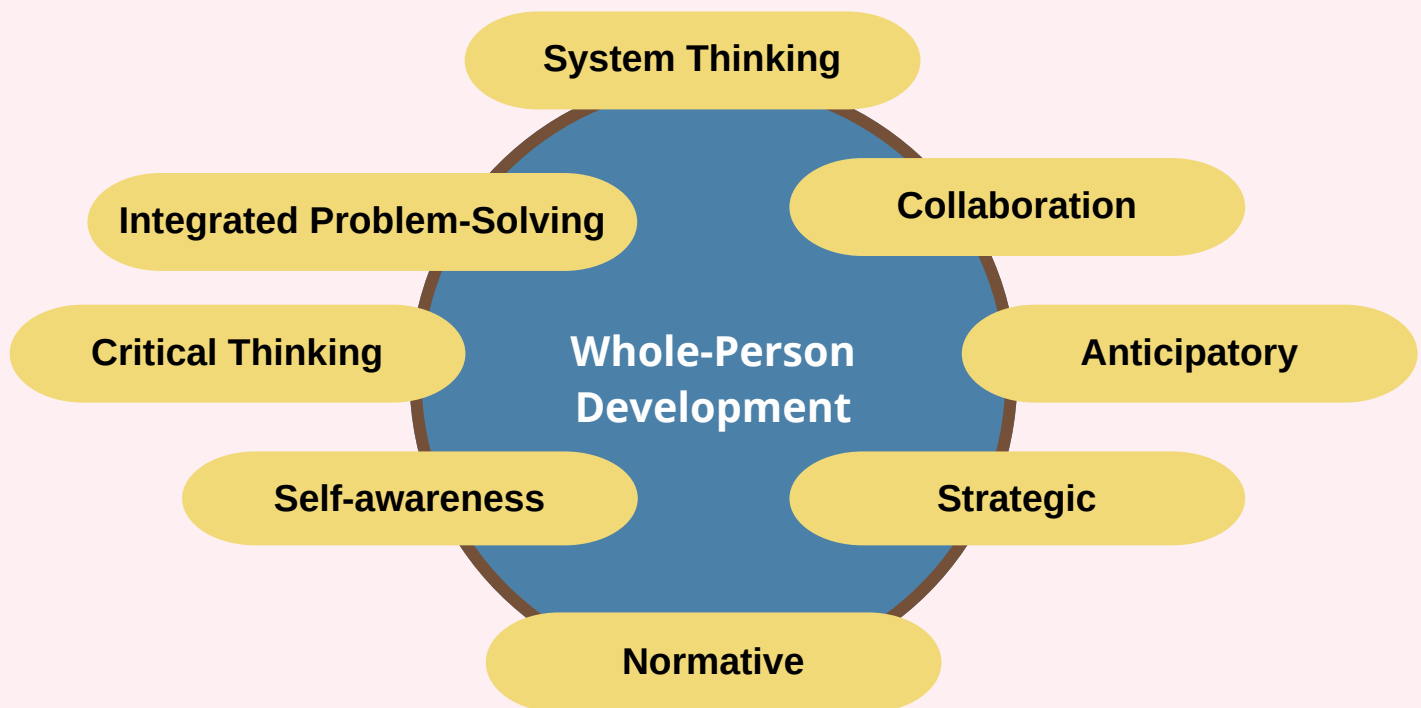 System Thinking
Collaboration
Integrated Problem-Solving
Critical Thinking
Whole-Person
Development
Anticipatory
Self-awareness
Strategic
Normative